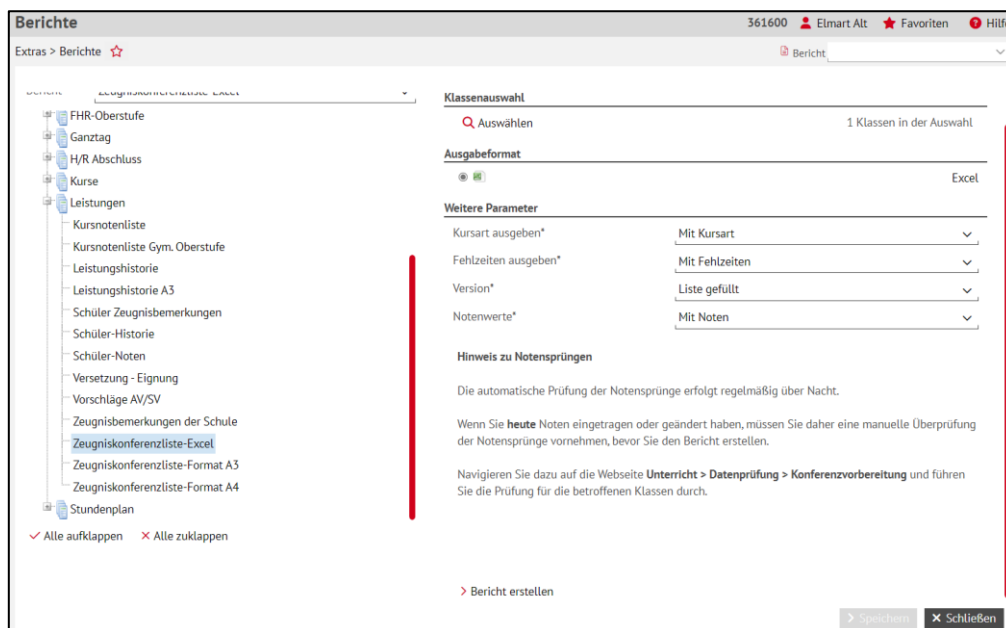 Berichte
361600 Elmart Alt Favoriten Hilfe
Extras > Berichte
Bericht
Zeugniskonferenzliste-Excel
FHR-Oberstufe
Ganztag
H/R Abschluss
Kurse
Leistungen
Kursnotenliste
Kursnotenliste Gym. Oberstufe
Leistungshistorie
Leistungshistorie A3
Schüler Zeugnisbemerkungen
Schüler-Historie
Schüler-Noten
Versetzung - Eignung
Vorschläge AV/SV
Zeugnisbemerkungen der Schule
Zeugniskonferenzliste-Excel
Zeugniskonferenzliste-Format A3
Zeugniskonferenzliste-Format A4
Stundenplan
Alle aufklappen Alle zuklappen
Klassenauswahl
Auswählen 1 Klassen in der Auswahl
Ausgabeformat
Excel
Weitere Parameter
Kursart ausgeben* Mit Kursart
Fehlzeiten ausgeben* Mit Fehlzeiten
Version* Liste gefüllt
Notenwerte* Mit Noten
Hinweis zu Notensprüngen
Die automatische Prüfung der Notensprünge erfolgt regelmäßig über Nacht.
Wenn Sie heute Noten eingetragen oder geändert haben, müssen Sie daher eine manuelle Überprüfung
der Notensprünge vornehmen, bevor Sie den Bericht erstellen.
Navigieren Sie dazu auf die Webseite Unterricht > Datenprüfung > Konferenzvorbereitung und führen
Sie die Prüfung für die betroffenen Klassen durch.
> Bericht erstellen
> Speichern Schließen